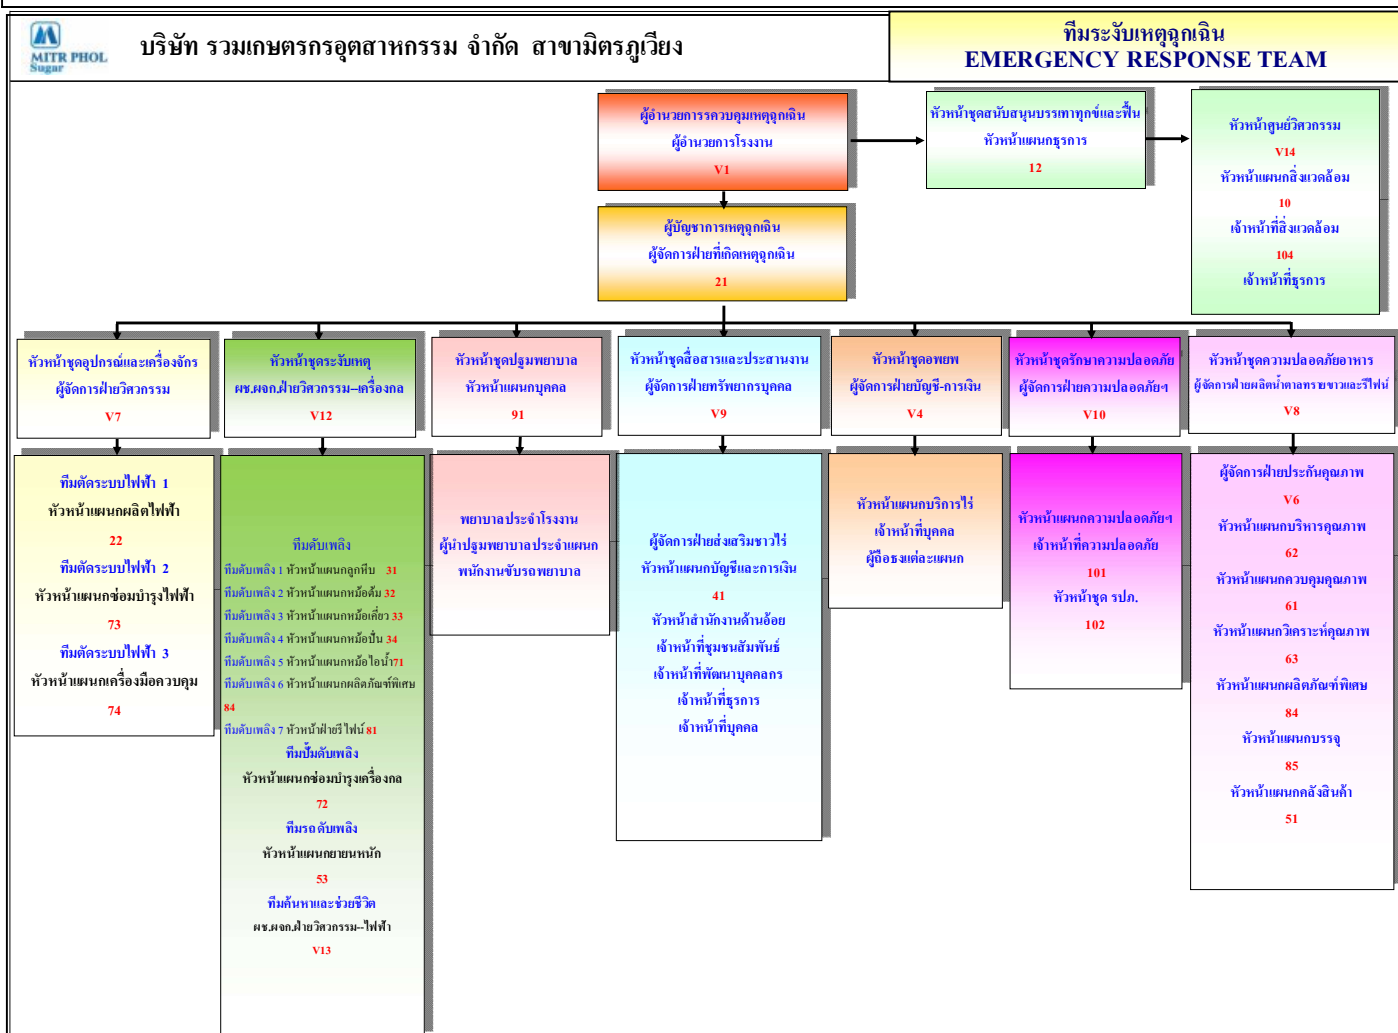 MITR PHOL
Sugar
บริษัท รวมเกษตรกรอุตสาหกรรม จำกัด สาขามิตรภูเวียง
ทีมระงับเหตุฉุกเฉิน
EMERGENCY RESPONSE TEAM
ผู้อำนวยการรควบคุมเหตุฉุกเฉิน
ผู้อำนวยการโรงงาน
V1
หัวหน้าชุดสนับสนุนบรรเทาทุกข์และฟื้น
หัวหน้าแผนกธุรการ
12
หัวหน้าศูนย์วิศวกรรม
V14
หัวหน้าแผนกสิ่งแวดล้อม
10
เจ้าหน้าที่สิ่งแวดล้อม
104
เจ้าหน้าที่ธุรการ
ผู้บัญชาการเหตุฉุกเฉิน
ผู้จัดการฝ่ายที่เกิดเหตุฉุกเฉิน
21
หัวหน้าชุดอุปกรณ์และเครื่องจักร
ผู้จัดการฝ่ายวิศวกรรม
V7
หัวหน้าชุดระงับเหตุ
ผช.ผจก.ฝ่ายวิศวกรรม–เครื่องกล
V12
หัวหน้าชุดปฐมพยาบาล
หัวหน้าแผนกบุคคล
91
หัวหน้าชุดสื่อสารและประสานงาน
ผู้จัดการฝ่ายทรัพยากรบุคคล
V9
หัวหน้าชุดอพยพ
ผู้จัดการฝ่ายบัญชี-การเงิน
V4
หัวหน้าชุดรักษาความปลอดภัย
ผู้จัดการฝ่ายความปลอดภัยฯ
V10
หัวหน้าชุดความปลอดภัยอาหาร
ผู้จัดการฝ่ายผลิตน้ำตาลทรายขาวและรีไฟน์
V8
ทีมตัดระบบไฟฟ้า 1
หัวหน้าแผนกผลิตไฟฟ้า
22
ทีมตัดระบบไฟฟ้า 2
หัวหน้าแผนกซ่อมบำรุงไฟฟ้า
73
ทีมตัดระบบไฟฟ้า 3
หัวหน้าแผนกเครื่องมือควบคุม
74
ทีมดับเพลิง
ทีมดับเพลิง 1 หัวหน้าแผนกลูกหีบ 31
ทีมดับเพลิง 2 หัวหน้าแผนกหม้อต้ม 32
ทีมดับเพลิง 3 หัวหน้าแผนกหม้อเคี่ยว 33
ทีมดับเพลิง 4 หัวหน้าแผนกหม้อปั่น 34
ทีมดับเพลิง 5 หัวหน้าแผนกหม้อไอน้ำ71
ทีมดับเพลิง 6 หัวหน้าแผนกผลิตภัณฑ์พิเศษ
84
ทีมดับเพลิง 7 หัวหน้าฝ่ายรีไฟน์ 81
ทีมปั๊มดับเพลิง
หัวหน้าแผนกซ่อมบำรุงเครื่องกล
72
ทีมรถดับเพลิง
หัวหน้าแผนกยายนหนัก
53
ทีมค้นหาและช่วยชีวิต
ผช.ผจก.ฝ่ายวิศวกรรม--ไฟฟ้า
V13
พยาบาลประจำโรงงาน
ผู้นำปฐมพยาบาลประจำแผนก
พนักงานขับรถพยาบาล
ผู้จัดการฝ่ายส่งเสริมชาวไร่
หัวหน้าแผนกบัญชีและการเงิน
41
หัวหน้าสำนักงานด้านอ้อย
เจ้าหน้าที่ชุมชนสัมพันธ์
เจ้าหน้าที่พัฒนาบุคคลกร
เจ้าหน้าที่ธุรการ
เจ้าหน้าที่บุคคล
หัวหน้าแผนกบริการไร่
เจ้าหน้าที่บุคคล
ผู้ถือธงแต่ละแผนก
หัวหน้าแผนกความปลอดภัยฯ
เจ้าหน้าที่ความปลอดภัย
101
หัวหน้าชุด รปภ.
102
ผู้จัดการฝ่ายประกันคุณภาพ
V6
หัวหน้าแผนกบริหารคุณภาพ
62
หัวหน้าแผนกควบคุมคุณภาพ
61
หัวหน้าแผนกวิเคราะห์คุณภาพ
63
หัวหน้าแผนกผลิตภัณฑ์พิเศษ
84
หัวหน้าแผนกบรรจุ
85
หัวหน้าแผนกคลังสินค้า
51